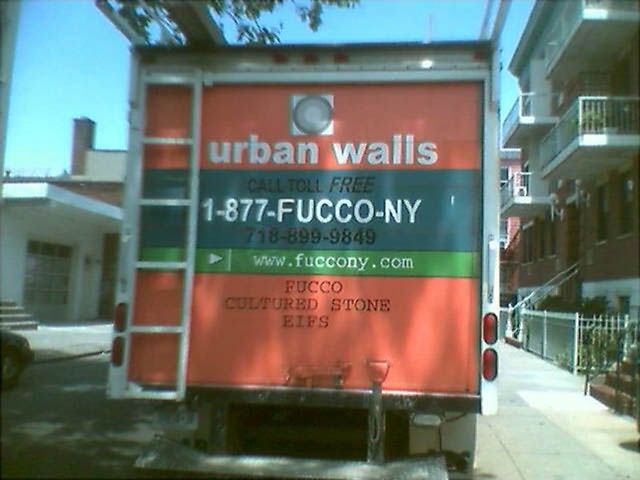 urban walls
CALL TOLL FREE
1-877-FUCCO-NY
718-899-9849
www.fuccony.com
FUCCO
CULTURED STONE
EIFS